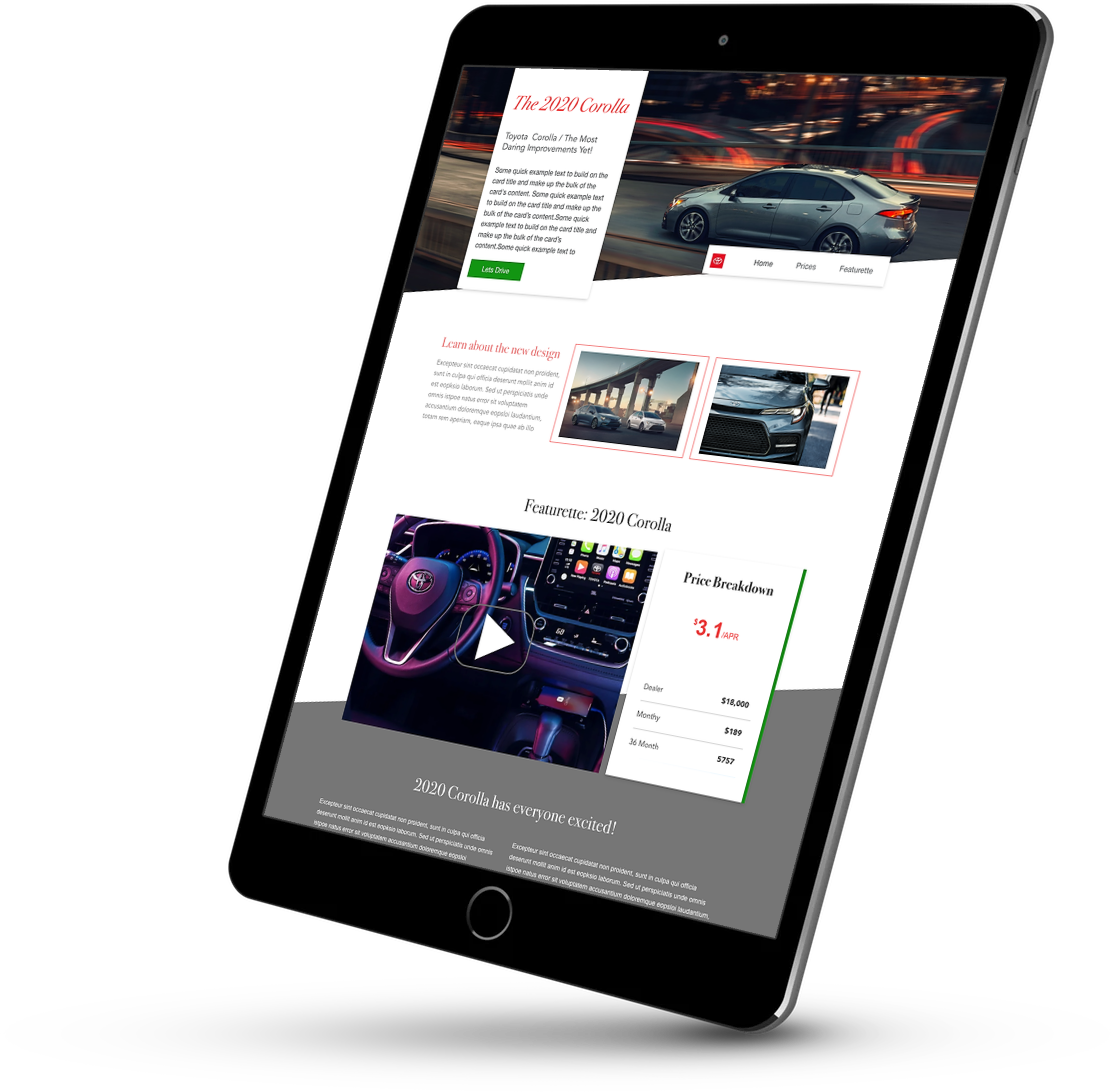 The 2020 Corolla
Toyota Corolla / The Most
Daring Improvements Yet!
Some quick example text to build on the
card title and make up the bulk of the
card's content. Some quick example text
to build on the card title and make up the
bulk of the card's content.Some quick
example text to build on the card title and
make up the bulk of the card's
content.Some quick example text to
Lets Drive
Home Prices Featurette
Learn about the new design
Excepteur sint occaecat cupidatat non proident,
sunt in culpa qui officia deserunt mollit anim id
est eopksio laborum. Sed ut perspiciatis unde
omnis istpoe natus error sit voluptatem
accusantium doloremque eopsloi laudantium,
totam rem aperiam, eaque ipsa quae ab illo
Featurette: 2020 Corolla
Price Breakdown
$3.1/APR
Dealer $18,000
Monthy $189
36 Month 5757
2020 Corolla has everyone excited!
Excepteur sint occaecat cupidatat non proident, sunt in culpa qui officia
deserunt mollit anim id est eopksio laborum. Sed ut perspiciatis unde omnis
istpoe natus error sit voluptatem accusantium doloremque eopsloi
Excepteur sint occaecat cupidatat non proident, sunt in culpa qui officia
deserunt mollit anim id est eopksio laborum. Sed ut perspiciatis unde omnis
istpoe natus error sit voluptatem accusantium doloremque eopsloi laudantium,